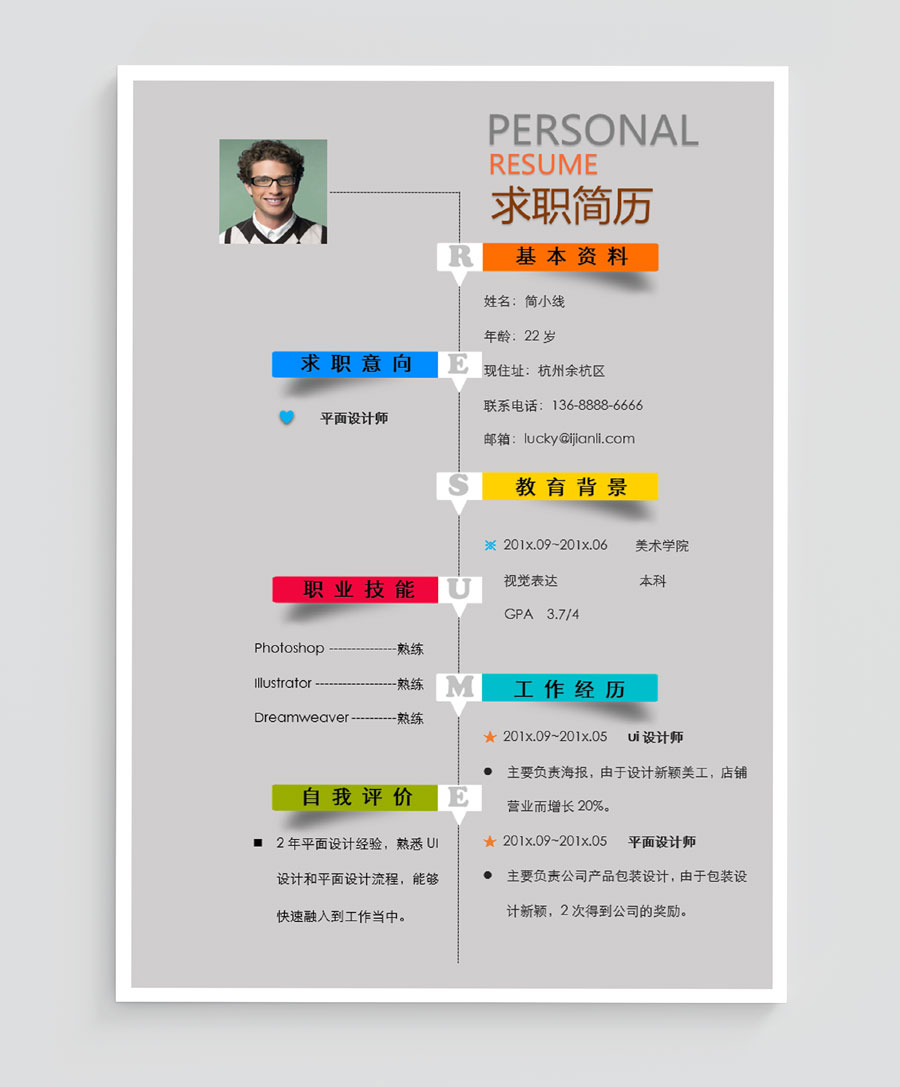 PERSONAL
RESUME
求职简历
R 基本资料
姓名：简小线
年龄：22 岁
现住址：杭州余杭区
联系电话：136-8888-6666
邮箱：lucky@ijianli.com
求职意向 E
平面设计师
S 教育背景
※ 201x.09~201x.06 美术学院
视觉表达 本科
GPA 3.7/4
职业技能 U
Photoshop ---------------熟练
Illustrator ------------------熟练
Dreamweaver ----------熟练
M 工作经历
★ 201x.09~201x.05 ui 设计师
● 主要负责海报，由于设计新颖美工，店铺
营业而增长 20%。
★ 201x.09~201x.05 平面设计师
● 主要负责公司产品包装设计，由于包装设
计新颖，2 次得到公司的奖励。
自我评价 E
■ 2 年平面设计经验，熟悉 UI
设计和平面设计流程，能够
快速融入到工作当中。